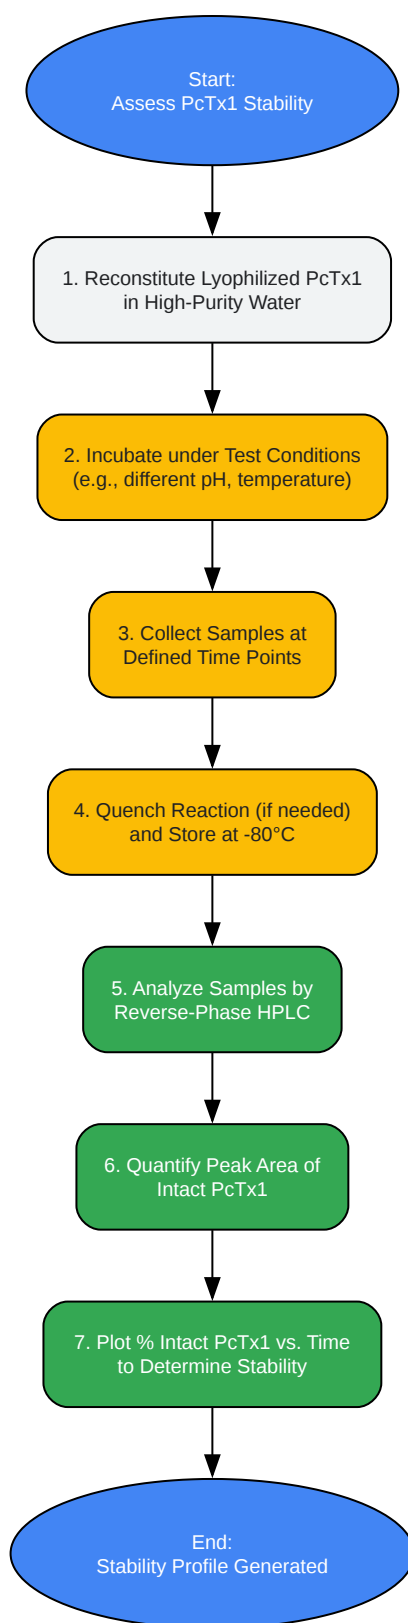 Start:
Assess PcTx1 Stability
1. Reconstitute Lyophilized PcTx1
in High-Purity Water
2. Incubate under Test Conditions
(e.g., different pH, temperature)
3. Collect Samples at
Defined Time Points
4. Quench Reaction (if needed)
and Store at -80°C
5. Analyze Samples by
Reverse-Phase HPLC
6. Quantify Peak Area of
Intact PcTx1
7. Plot % Intact PcTx1 vs. Time
to Determine Stability
End:
Stability Profile Generated